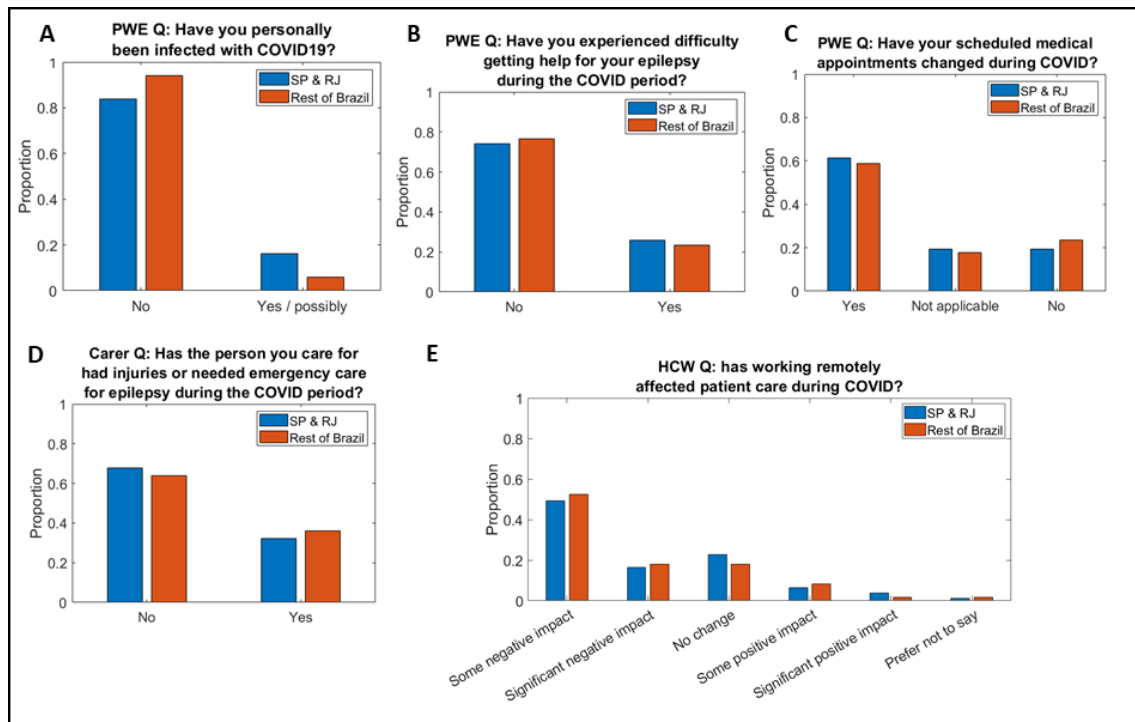 A
PWE Q: Have you personally
been infected with COVID19?
1
0.8
0.6
0.4
0.2
0
Proportion
SP & RJ
Rest of Brazil
No
Yes / possibly
B
PWE Q: Have you experienced difficulty
getting help for your epilepsy
during the COVID period?
1
0.8
0.6
0.4
0.2
0
Proportion
SP & RJ
Rest of Brazil
No
Yes
C
PWE Q: Have your scheduled medical
appointments changed during COVID?
1
0.8
0.6
0.4
0.2
0
Proportion
SP & RJ
Rest of Brazil
Yes
Not applicable
No
D
Carer Q: Has the person you care for
had injuries or needed emergency care
for epilepsy during the COVID period?
1
0.8
0.6
0.4
0.2
0
Proportion
SP & RJ
Rest of Brazil
No
Yes
E
HCW Q: has working remotely
affected patient care during COVID?
1
0.8
0.6
0.4
0.2
0
Proportion
SP & RJ
Rest of Brazil
Some negative impact
Significant negative impact
No change
Some positive impact
Significant positive impact
Prefer not to say